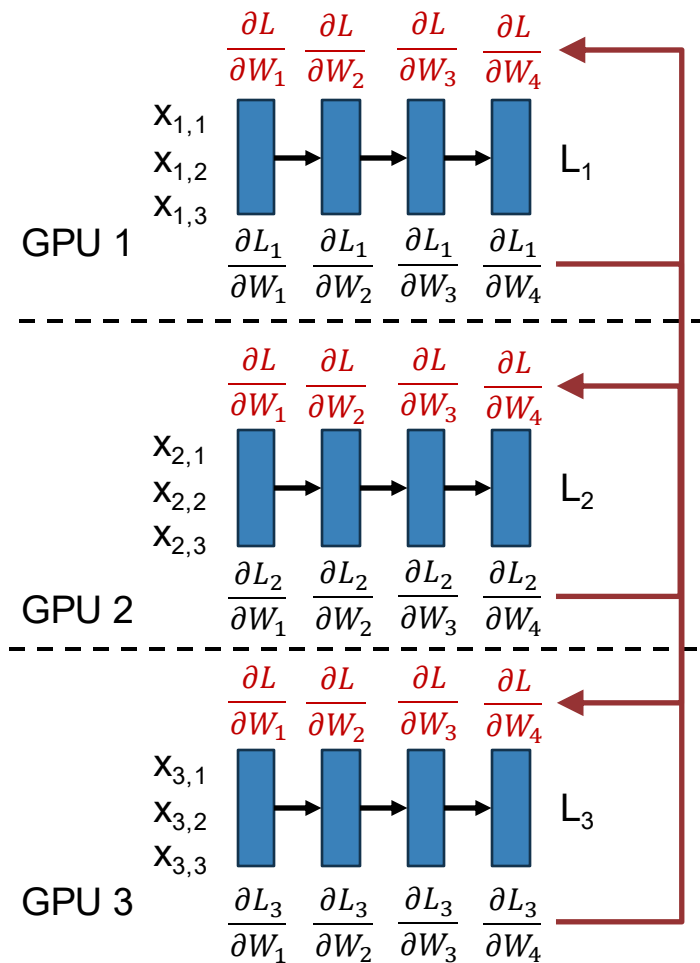 ∂L/∂W₁ ∂L/∂W₂ ∂L/∂W₃ ∂L/∂W₄
x₁,₁
x₁,₂ L₁
x₁,₃
GPU 1
∂L₁/∂W₁ ∂L₁/∂W₂ ∂L₁/∂W₃ ∂L₁/∂W₄
∂L/∂W₁ ∂L/∂W₂ ∂L/∂W₃ ∂L/∂W₄
x₂,₁
x₂,₂ L₂
x₂,₃
GPU 2
∂L₂/∂W₁ ∂L₂/∂W₂ ∂L₂/∂W₃ ∂L₂/∂W₄
∂L/∂W₁ ∂L/∂W₂ ∂L/∂W₃ ∂L/∂W₄
x₃,₁
x₃,₂ L₃
x₃,₃
GPU 3
∂L₃/∂W₁ ∂L₃/∂W₂ ∂L₃/∂W₃ ∂L₃/∂W₄